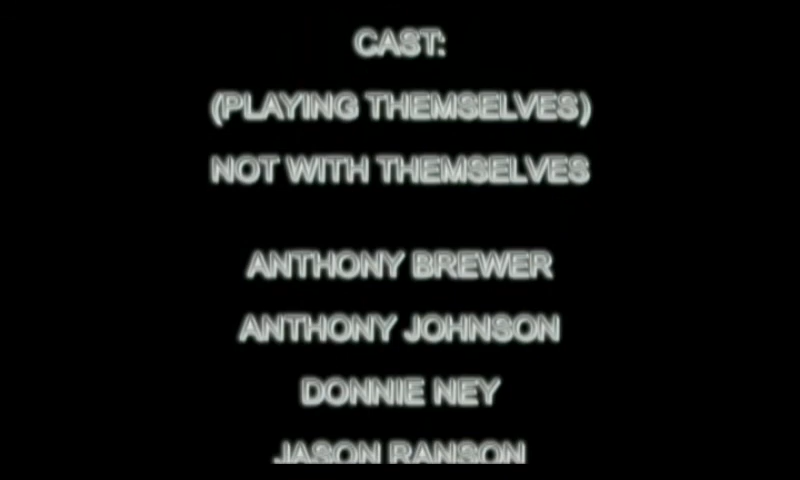 CAST:
(PLAYING THEMSELVES)
NOT WITH THEMSELVES
ANTHONY BREWER
ANTHONY JOHNSON
DONNIE NEY
JASON RANSON